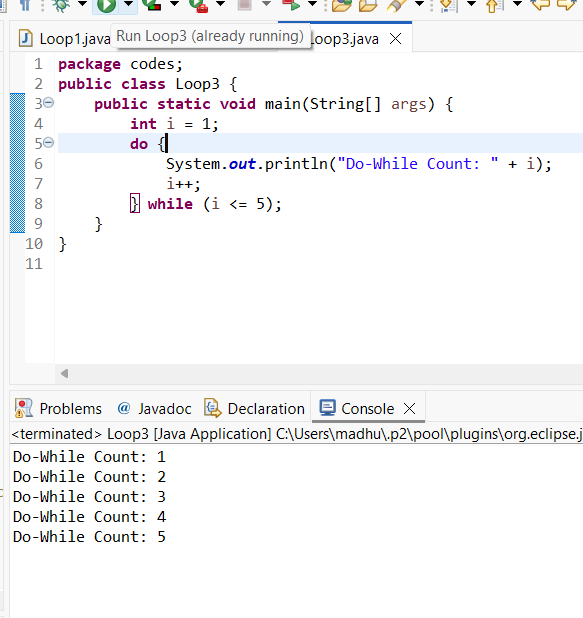 Loop1.java
Run Loop3 (already running)
Loop3.java
1 package codes;
2 public class Loop3 {
3     public static void main(String[] args) {
4         int i = 1;
5         do {
6             System.out.println("Do-While Count: " + i);
7             i++;
8         } while (i <= 5);
9     }
10 }
11
Problems @ Javadoc Declaration Console
<terminated> Loop3 [Java Application] C:\Users\madhu\.p2\pool\plugins\org.eclipse.j
Do-While Count: 1
Do-While Count: 2
Do-While Count: 3
Do-While Count: 4
Do-While Count: 5